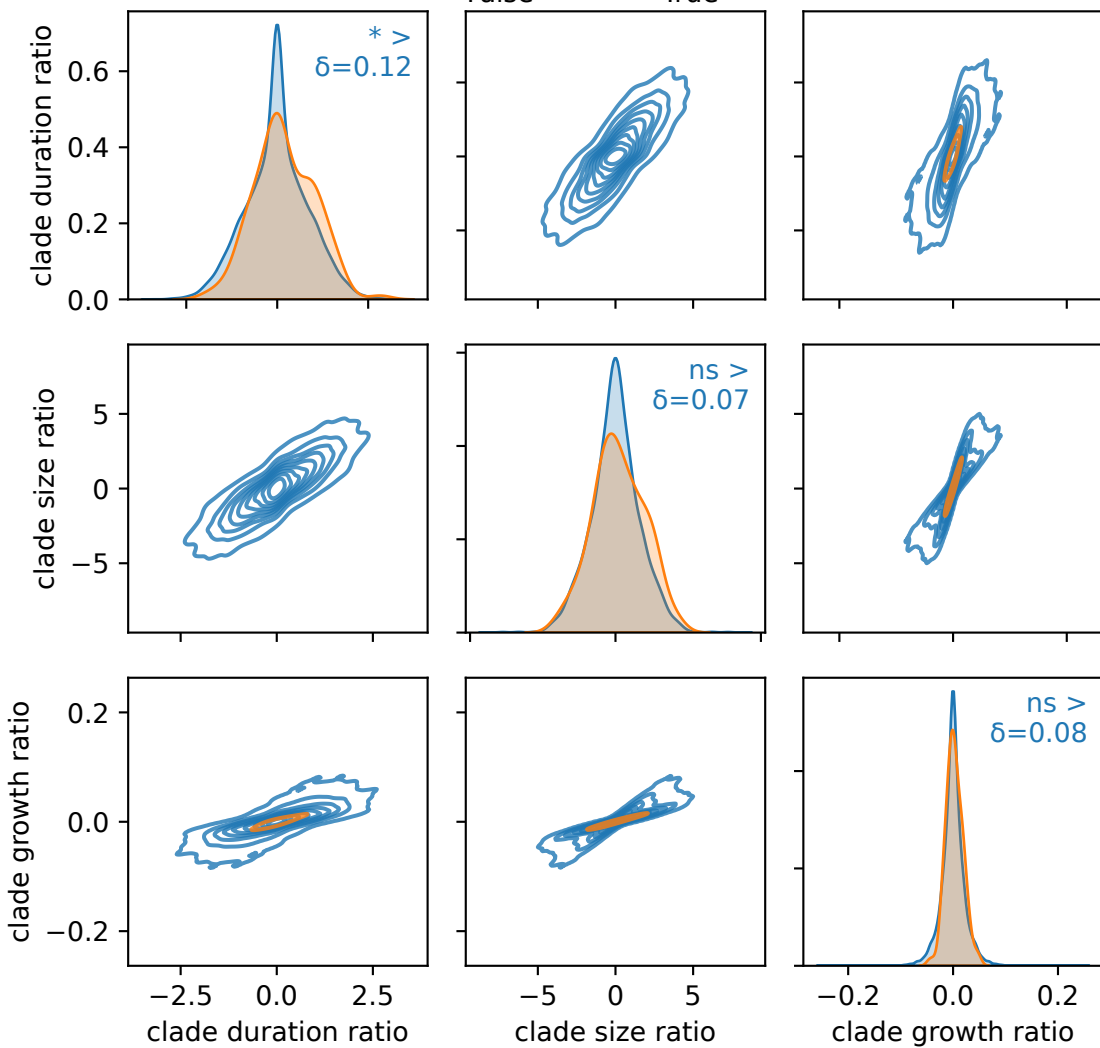 clade duration ratio
0.6
0.4
0.2
0.0
* >
δ=0.12
clade size ratio
5
0
−5
ns >
δ=0.07
clade growth ratio
0.2
0.0
−0.2
ns >
δ=0.08
−2.5 0.0 2.5
−5 0 5
−0.2 0.0 0.2
clade duration ratio
clade size ratio
clade growth ratio